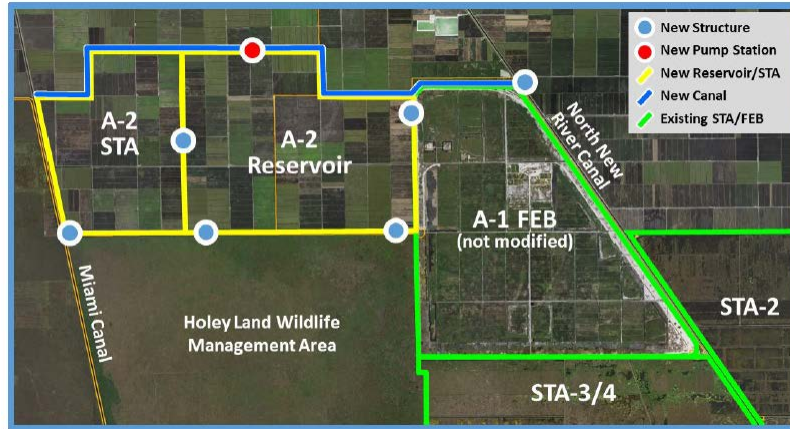 New Structure
New Pump Station
New Reservoir/STA
New Canal
Existing STA/FEB
A-2
STA
A-2
Reservoir
North New
River Canal
A-1 FEB
(not modified)
Miami Canal
Holey Land Wildlife
Management Area
STA-2
STA-3/4